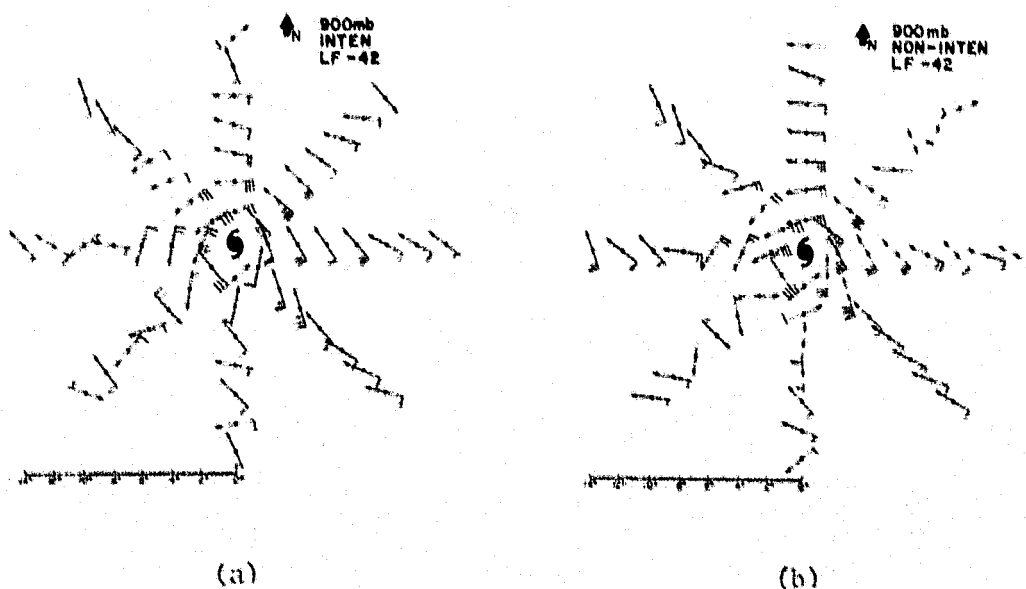 N 900mb
INTEN
LF-42
N 900mb
NON-INTEN
LF-42
(a)
(b)